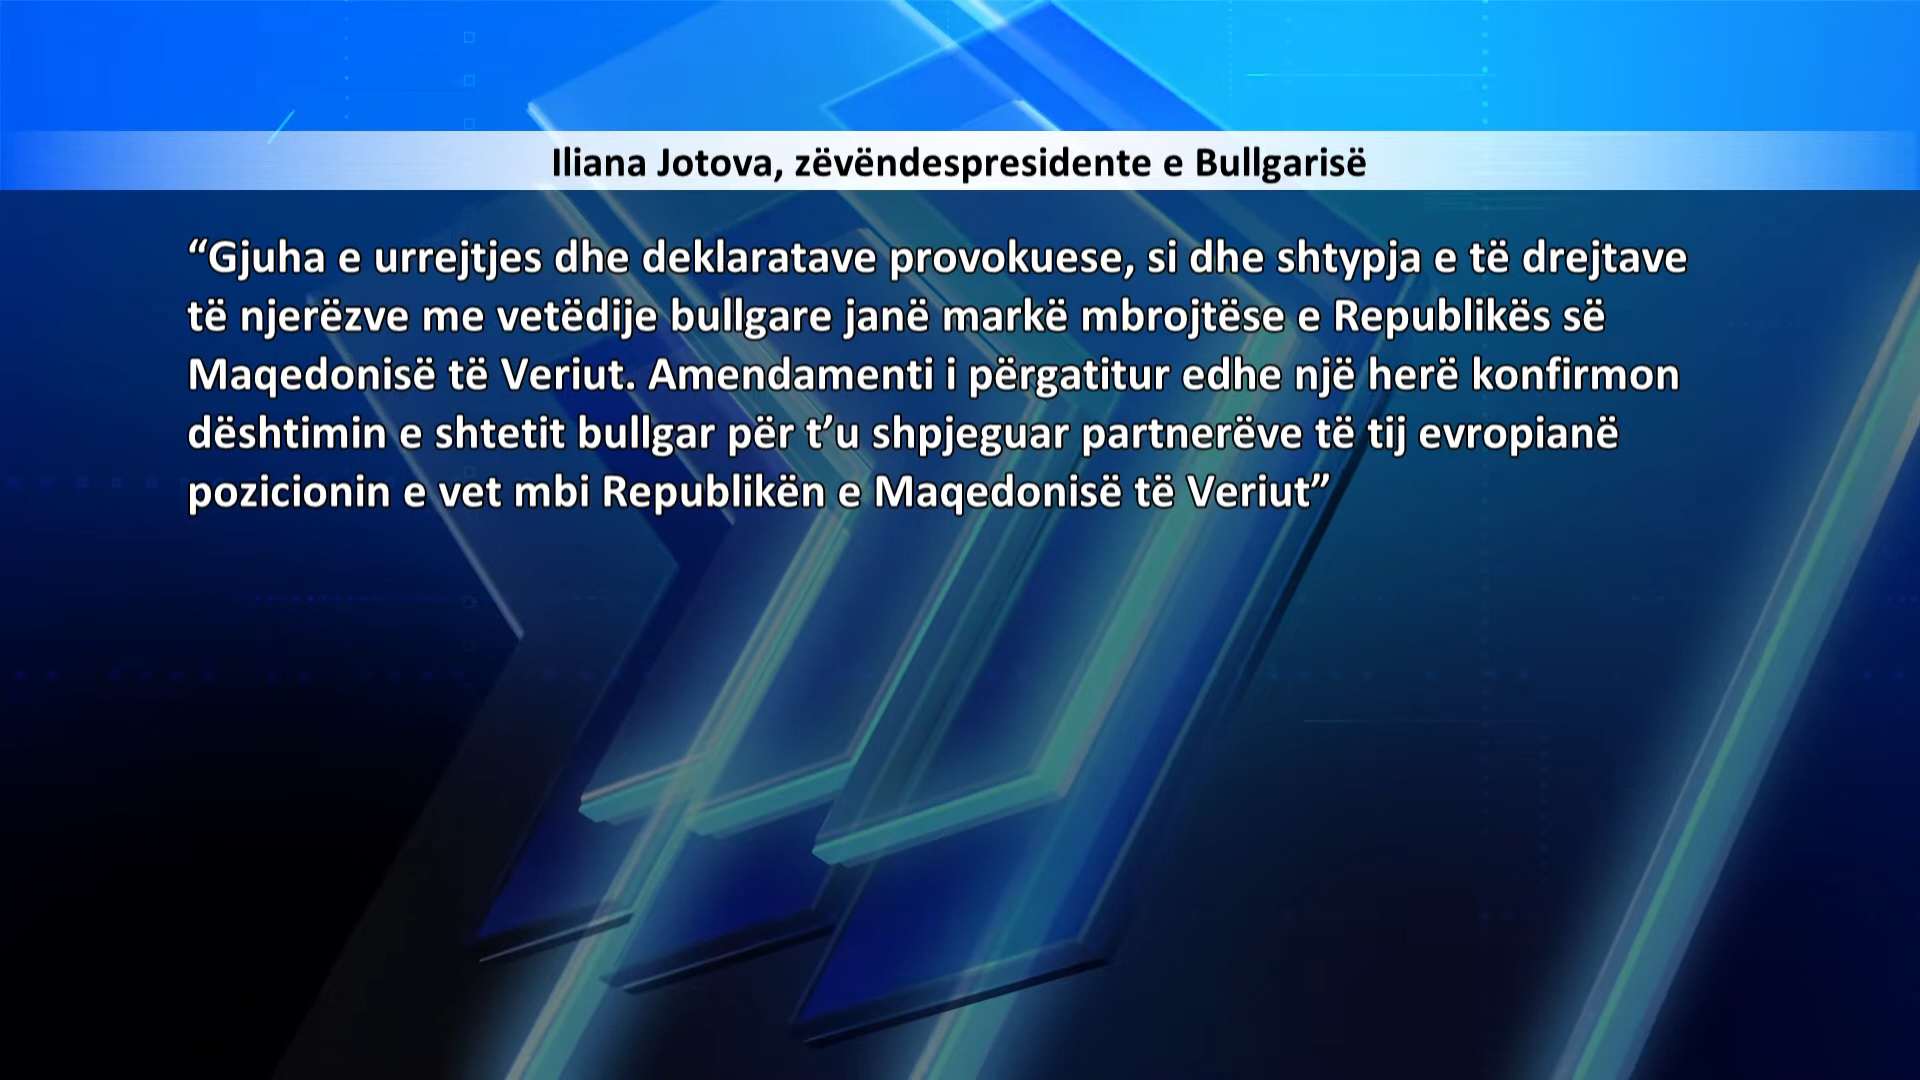 Iliana Jotova, zëvëndespresidente e Bullgarisë
“Gjuha e urrejtjes dhe deklaratave provokuese, si dhe shtypja e të drejtave
të njerëzve me vetëdije bullgare janë markë mbrojtëse e Republikës së
Maqedonisë të Veriut. Amendamenti i përgatitur edhe një herë konfirmon
dështimin e shtetit bullgar për t’u shpjeguar partnerëve të tij evropianë
pozicionin e vet mbi Republikën e Maqedonisë të Veriut”